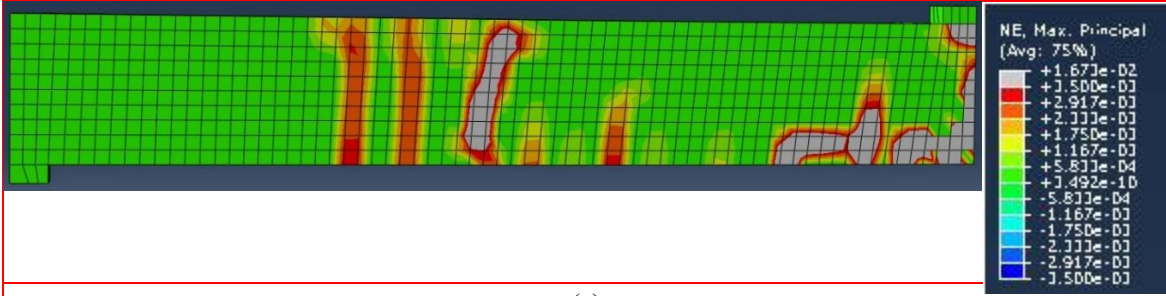 NE, Max. Principal
(Avg: 75%)
+1.673e-02
+3.500e-03
+2.917e-03
+2.333e-03
+1.750e-03
+1.167e-03
+5.833e-04
+3.492e-10
-5.833e-04
-1.167e-03
-1.750e-03
-2.333e-03
-2.917e-03
-3.500e-03